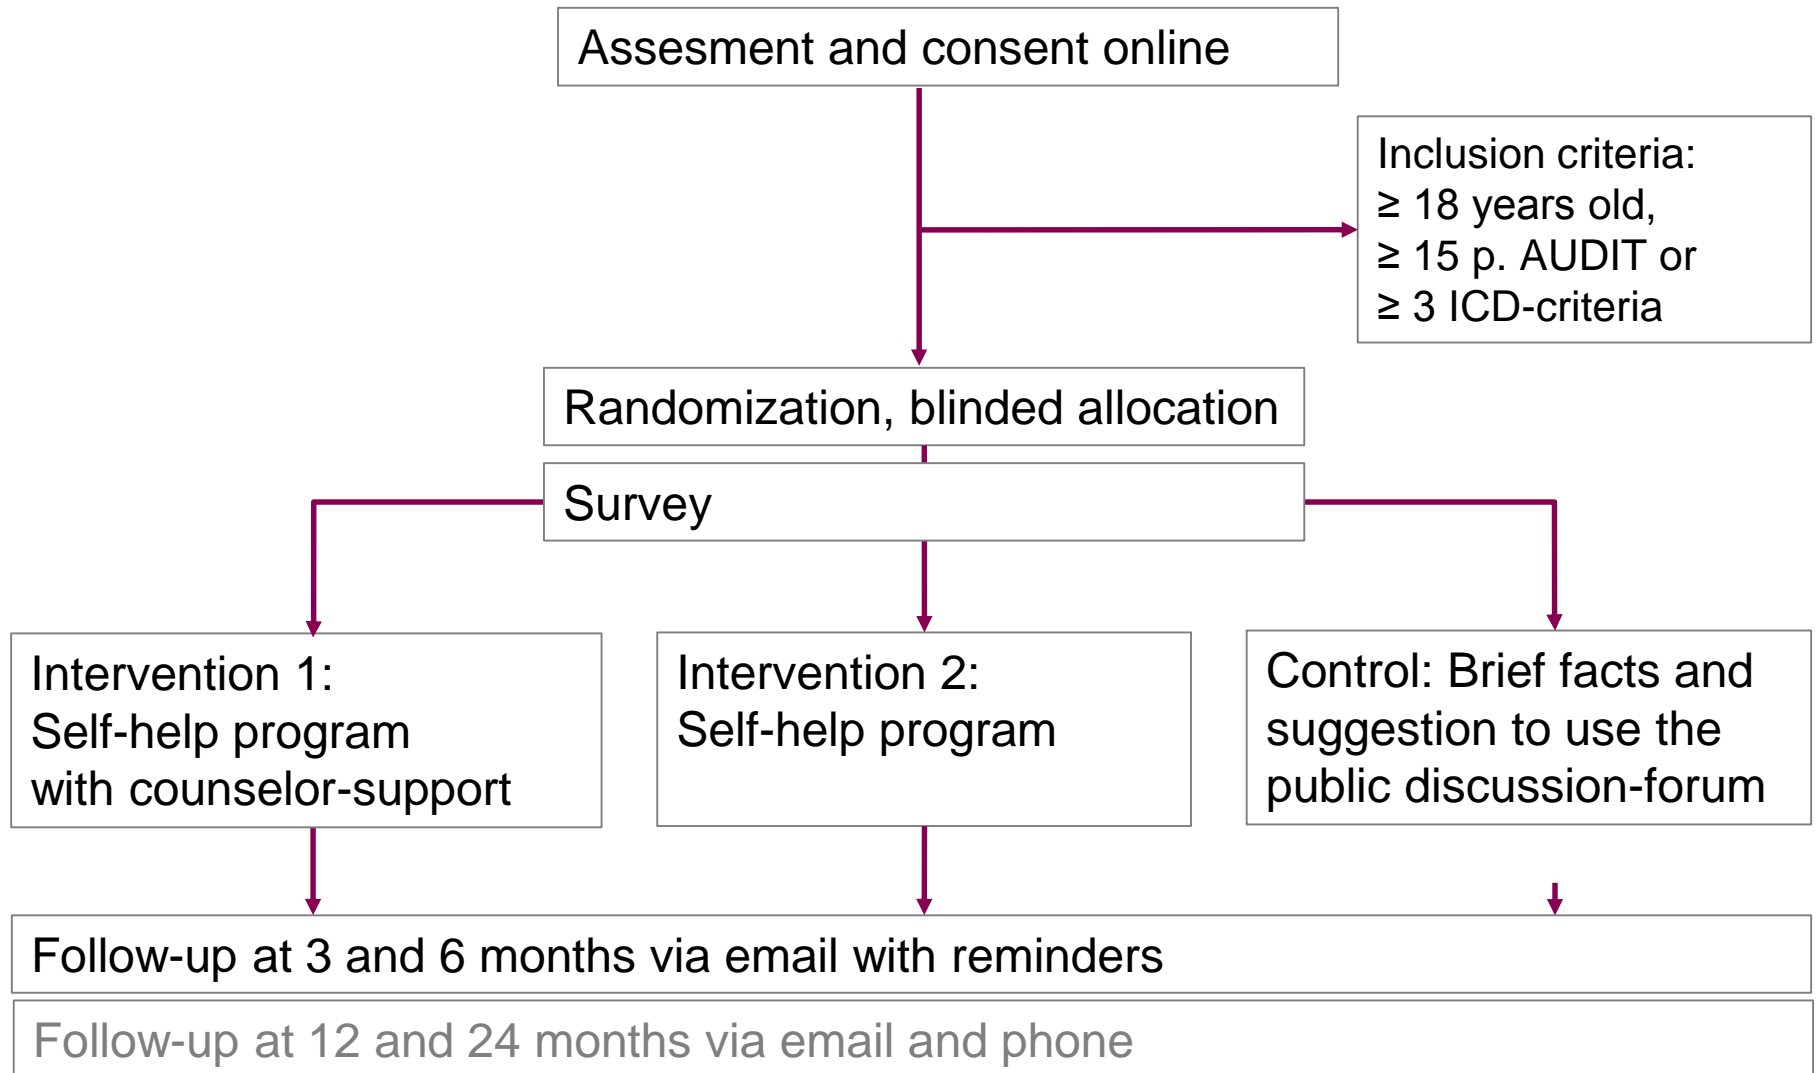 Assesment and consent online
Inclusion criteria:
≥ 18 years old,
≥ 15 p. AUDIT or
≥ 3 ICD-criteria
Randomization, blinded allocation
Survey
Intervention 1:
Self-help program
with counselor-support
Intervention 2:
Self-help program
Control: Brief facts and
suggestion to use the
public discussion-forum
Follow-up at 3 and 6 months via email with reminders
Follow-up at 12 and 24 months via email and phone